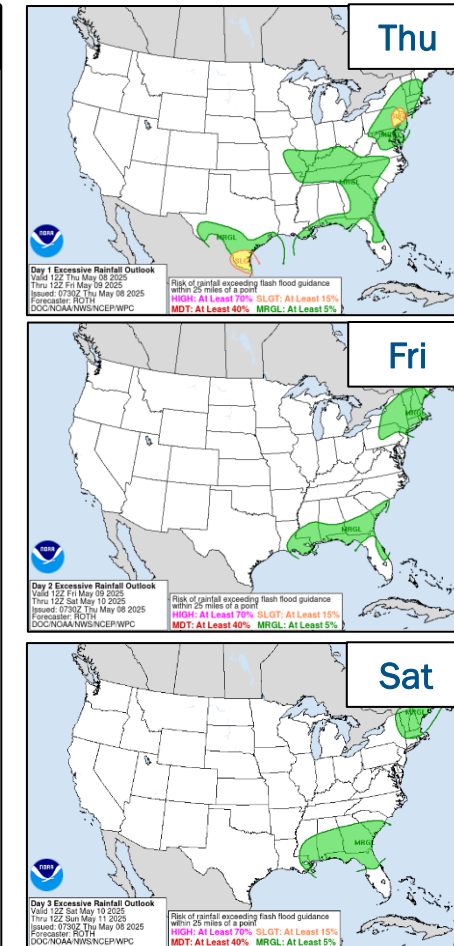 Thu
MRGL
SLGT
MRGL
MRGL
NOAA
Day 1 Excessive Rainfall Outlook
Valid 12Z Thu May 08 2025
Thru 12Z Fri May 09 2025
Issued: 0730Z Thu May 08 2025
Forecaster: ROTH
DOC/NOAA/NWS/NCEP/WPC
Risk of rainfall exceeding flash flood guidance
within 25 miles of a point
HIGH: At Least 70% SLGT: At Least 15%
MDT: At Least 40% MRGL: At Least 5%
Fri
MRGL
MRGL
NOAA
Day 2 Excessive Rainfall Outlook
Valid 12Z Fri May 09 2025
Thru 12Z Sat May 10 2025
Issued: 0730Z Thu May 08 2025
Forecaster: ROTH
DOC/NOAA/NWS/NCEP/WPC
Risk of rainfall exceeding flash flood guidance
within 25 miles of a point
HIGH: At Least 70% SLGT: At Least 15%
MDT: At Least 40% MRGL: At Least 5%
Sat
MRGL
MRGL
NOAA
Day 3 Excessive Rainfall Outlook
Valid 12Z Sat May 10 2025
Thru 12Z Sun May 11 2025
Issued: 0730Z Thu May 08 2025
Forecaster: ROTH
DOC/NOAA/NWS/NCEP/WPC
Risk of rainfall exceeding flash flood guidance
within 25 miles of a point
HIGH: At Least 70% SLGT: At Least 15%
MDT: At Least 40% MRGL: At Least 5%